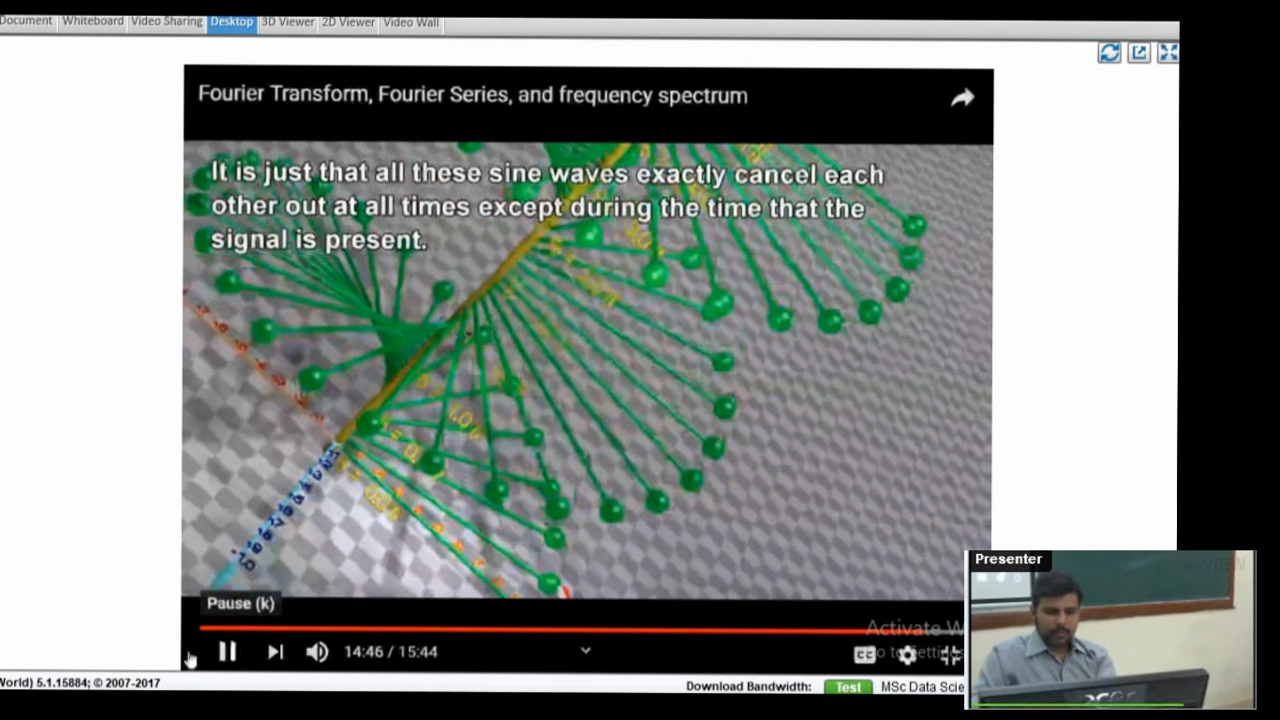 Document Whiteboard Video Sharing Desktop 3D Viewer 2D Viewer Video Wall
Fourier Transform, Fourier Series, and frequency spectrum
It is just that all these sine waves exactly cancel each
other out at all times except during the time that the
signal is present.
Presenter
Pause (k)
Activate W
14:46 / 15:44
CC
World) 5.1.15884; © 2007-2017
Download Bandwidth: Test MSc Data Scie
acer